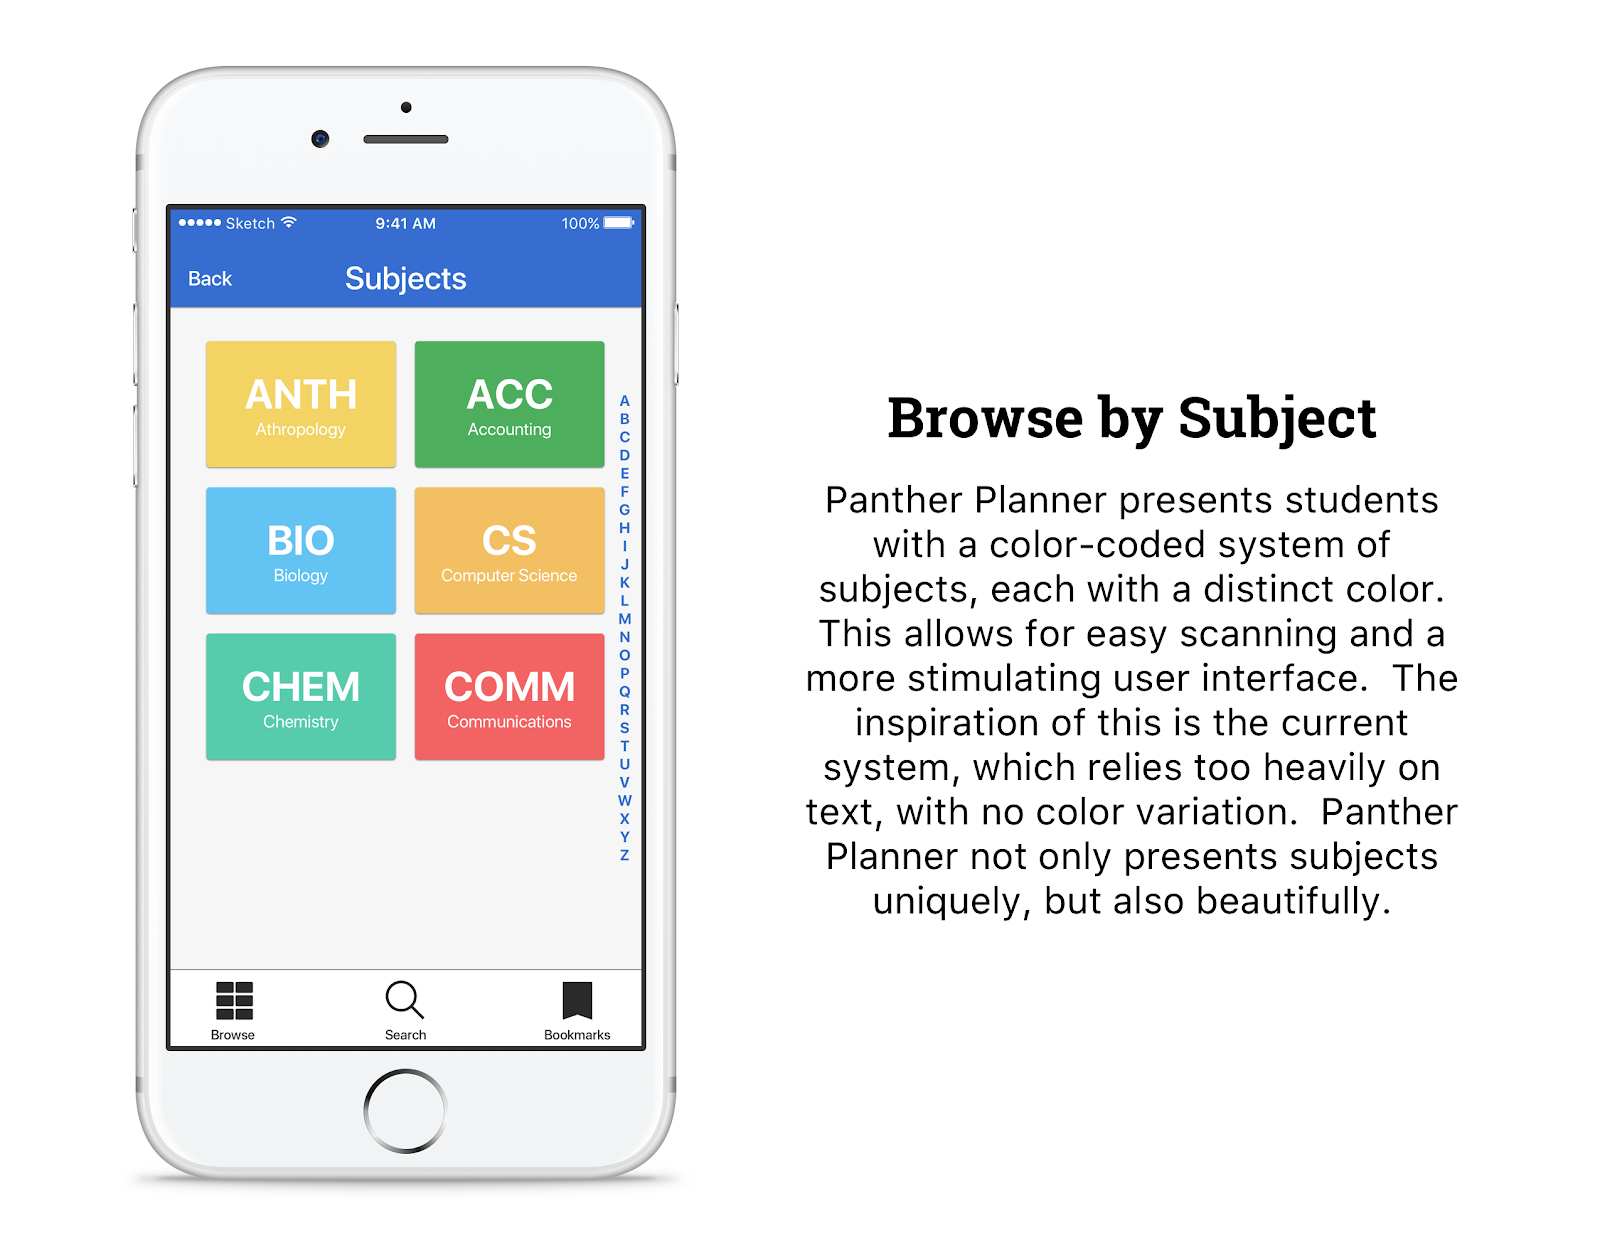 Sketch 9:41 AM 100%
Back Subjects
ANTH
Athropology
ACC
Accounting
BIO
Biology
CS
Computer Science
CHEM
Chemistry
COMM
Communications
A
B
C
D
E
F
G
H
I
J
K
L
M
N
O
P
Q
R
S
T
U
V
W
X
Y
Z
Browse
Search
Bookmarks
Browse by Subject
Panther Planner presents students
with a color-coded system of
subjects, each with a distinct color.
This allows for easy scanning and a
more stimulating user interface.  The
inspiration of this is the current
system, which relies too heavily on
text, with no color variation.  Panther
Planner not only presents subjects
uniquely, but also beautifully.